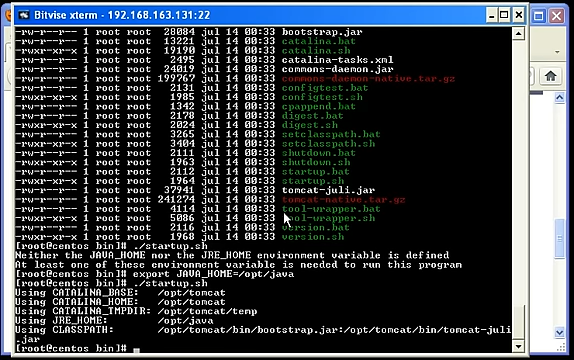 Bitvise xterm - 192.168.163.131:22
-rw-r--r-- 1 root root 28084 jul 14 00:33 bootstrap.jar
-rw-r--r-- 1 root root 13221 jul 14 00:33 catalina.bat
-rwxr-xr-x 1 root root 19190 jul 14 00:33 catalina.sh
-rw-r--r-- 1 root root 2495 jul 14 00:33 catalina-tasks.xml
-rw-r--r-- 1 root root 24019 jul 14 00:33 commons-daemon.jar
-rw-r--r-- 1 root root 199767 jul 14 00:33 commons-daemon-native.tar.gz
-rw-r--r-- 1 root root 2131 jul 14 00:33 configtest.bat
-rwxr-xr-x 1 root root 1985 jul 14 00:33 configtest.sh
-rw-r--r-- 1 root root 1342 jul 14 00:33 cpappend.bat
-rw-r--r-- 1 root root 2178 jul 14 00:33 digest.bat
-rwxr-xr-x 1 root root 2024 jul 14 00:33 digest.sh
-rw-r--r-- 1 root root 3265 jul 14 00:33 setclasspath.bat
-rwxr-xr-x 1 root root 3404 jul 14 00:33 setclasspath.sh
-rw-r--r-- 1 root root 2111 jul 14 00:33 shutdown.bat
-rwxr-xr-x 1 root root 1963 jul 14 00:33 shutdown.sh
-rw-r--r-- 1 root root 2112 jul 14 00:33 startup.bat
-rwxr-xr-x 1 root root 1964 jul 14 00:33 startup.sh
-rw-r--r-- 1 root root 37941 jul 14 00:33 tomcat-juli.jar
-rw-r--r-- 1 root root 241274 jul 14 00:33 tomcat-native.tar.gz
-rw-r--r-- 1 root root 4114 jul 14 00:33 tool-wrapper.bat
-rwxr-xr-x 1 root root 5086 jul 14 00:33 tool-wrapper.sh
-rw-r--r-- 1 root root 2116 jul 14 00:33 version.bat
-rwxr-xr-x 1 root root 1968 jul 14 00:33 version.sh
[root@centos bin]# ./startup.sh
Neither the JAVA_HOME nor the JRE_HOME environment variable is defined
At least one of these environment variable is needed to run this program
[root@centos bin]# export JAVA_HOME=/opt/java
[root@centos bin]# ./startup.sh
Using CATALINA_BASE: /opt/tomcat
Using CATALINA_HOME: /opt/tomcat
Using CATALINA_TMPDIR: /opt/tomcat/temp
Using JRE_HOME: /opt/java
Using CLASSPATH: /opt/tomcat/bin/bootstrap.jar:/opt/tomcat/bin/tomcat-juli
.jar
[root@centos bin]#